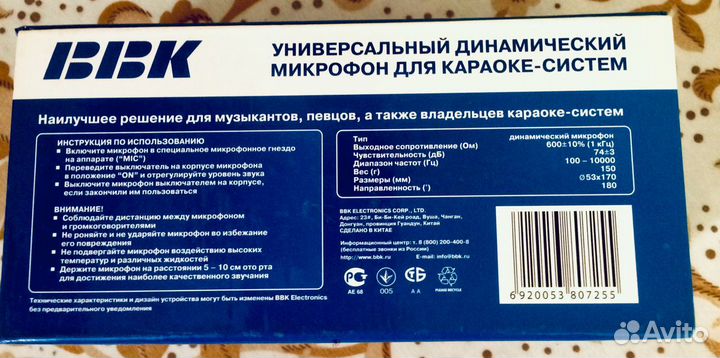 BBK
УНИВЕРСАЛЬНЫЙ ДИНАМИЧЕСКИЙ
МИКРОФОН ДЛЯ КАРАОКЕ-СИСТЕМ
Наилучшее решение для музыкантов, певцов, а также владельцев караоке-систем
ИНСТРУКЦИЯ ПО ИСПОЛЬЗОВАНИЮ
Включите микрофон в специальное микрофонное гнездо
на аппарате ("MIC")
Переведите выключатель на корпусе микрофона
в положение "ON" и отрегулируйте уровень звука
Выключите микрофон выключателем на корпусе,
если закончили им пользоваться
ВНИМАНИЕ!
Соблюдайте дистанцию между микрофоном
и громкоговорителями
Не роняйте и не ударяйте микрофон во избежание
его повреждения
Не подвергайте микрофон воздействию высоких
температур и различных жидкостей
Держите микрофон на расстоянии 5 – 10 см ото рта
для достижения наиболее качественного звучания
Технические характеристики и дизайн устройства могут быть изменены BBK Electronics
без предварительного уведомления
Тип динамический микрофон
Выходное сопротивление (Ом) 600±10% (1 кГц)
Чувствительность (дБ) 74±3
Диапазон частот (Гц) 100 – 10000
Вес (г) 150
Размеры (мм) ∅53x170
Направленность (˚) 180
BBK ELECTRONICS CORP., LTD.
Адрес: 23#, Би-Би-Кей роад, Вуша, Чанган,
Донгуан, провинция Гуандун, Китай
СДЕЛАНО В КИТАЕ
Информационный центр: т. 8 (800) 200-400-8
(бесплатные звонки из России)
http://www.bbk.ru, E-mail: info@bbk.ru
АЕ 68
005
А А
PLEASE RECYCLE
6 920053 807255
Avito